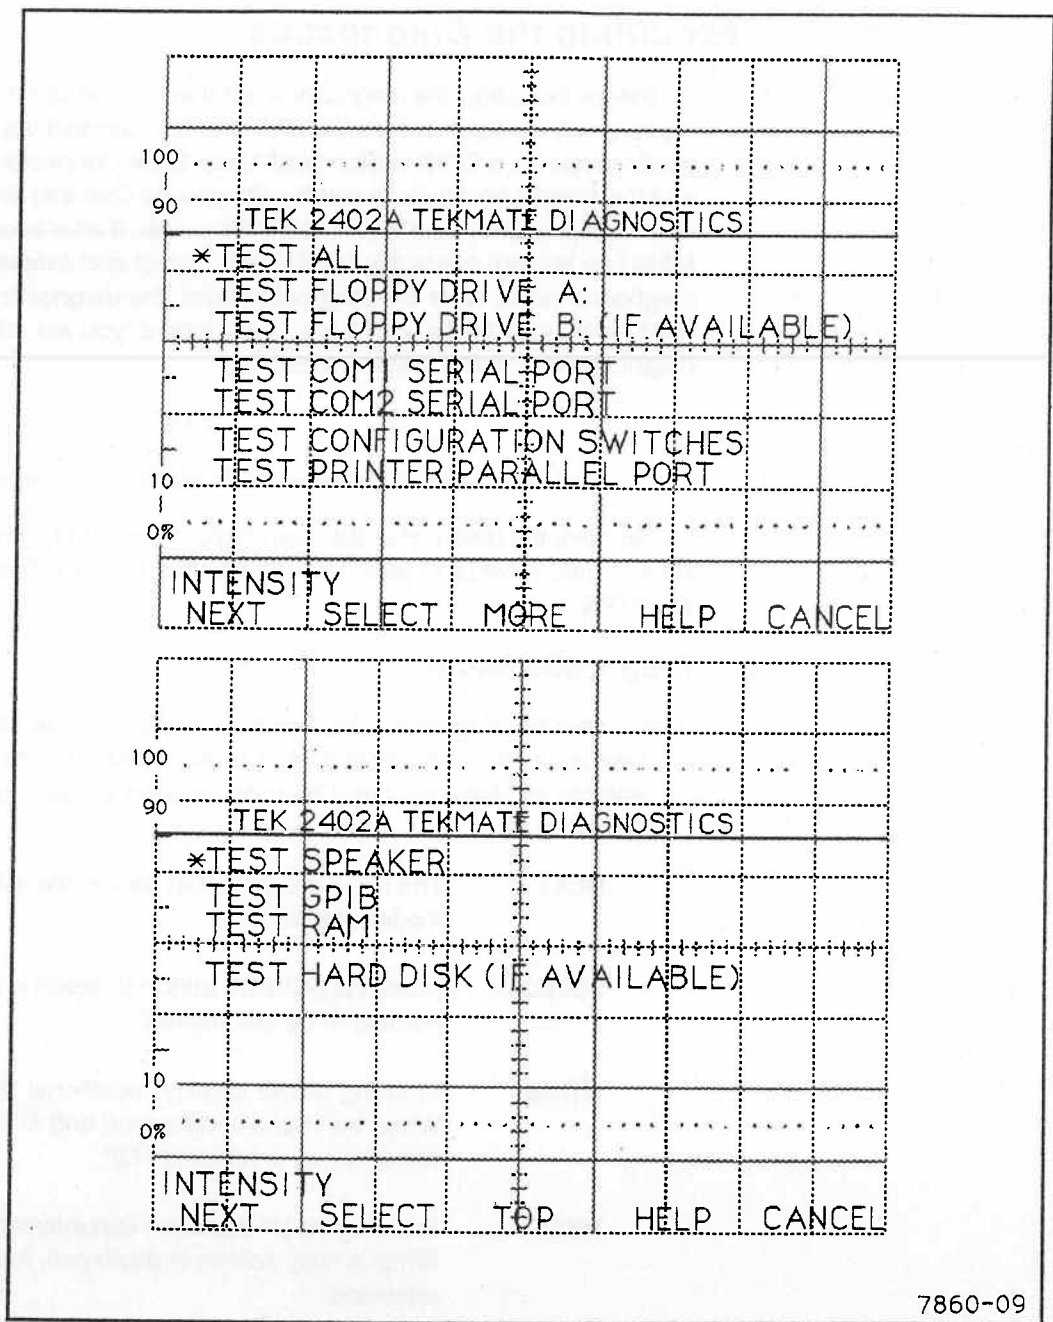 100
90
TEK 2402A TEKMATE DIAGNOSTICS
*TEST ALL
TEST FLOPPY DRIVE A:
TEST FLOPPY DRIVE B: (IF AVAILABLE)
TEST COM1 SERIAL PORT
TEST COM2 SERIAL PORT
TEST CONFIGURATION SWITCHES
TEST PRINTER PARALLEL PORT
10
0%
INTENSITY
NEXT SELECT MORE HELP CANCEL
100
90
TEK 2402A TEKMATE DIAGNOSTICS
*TEST SPEAKER
TEST GPIB
TEST RAM
TEST HARD DISK (IF AVAILABLE)
10
0%
INTENSITY
NEXT SELECT TOP HELP CANCEL
7860-09